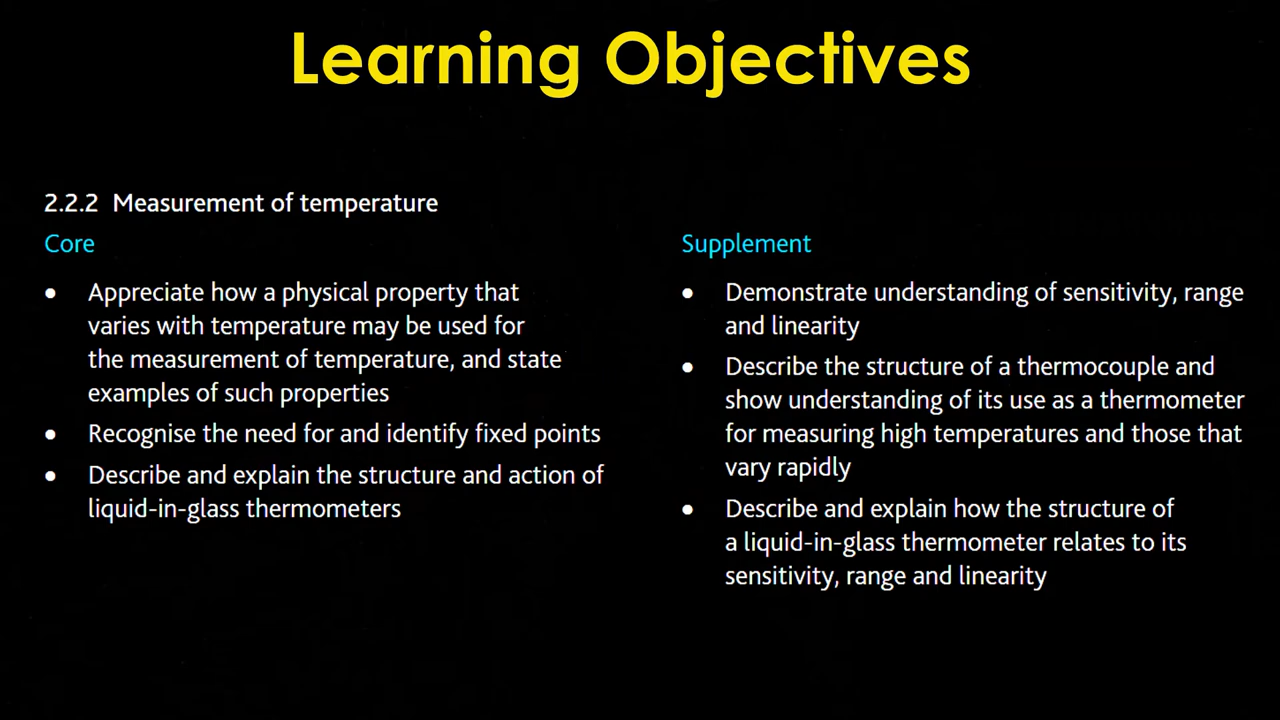 Learning Objectives
2.2.2 Measurement of temperature
Core
• Appreciate how a physical property that
varies with temperature may be used for
the measurement of temperature, and state
examples of such properties
• Recognise the need for and identify fixed points
• Describe and explain the structure and action of
liquid-in-glass thermometers
Supplement
• Demonstrate understanding of sensitivity, range
and linearity
• Describe the structure of a thermocouple and
show understanding of its use as a thermometer
for measuring high temperatures and those that
vary rapidly
• Describe and explain how the structure of
a liquid-in-glass thermometer relates to its
sensitivity, range and linearity